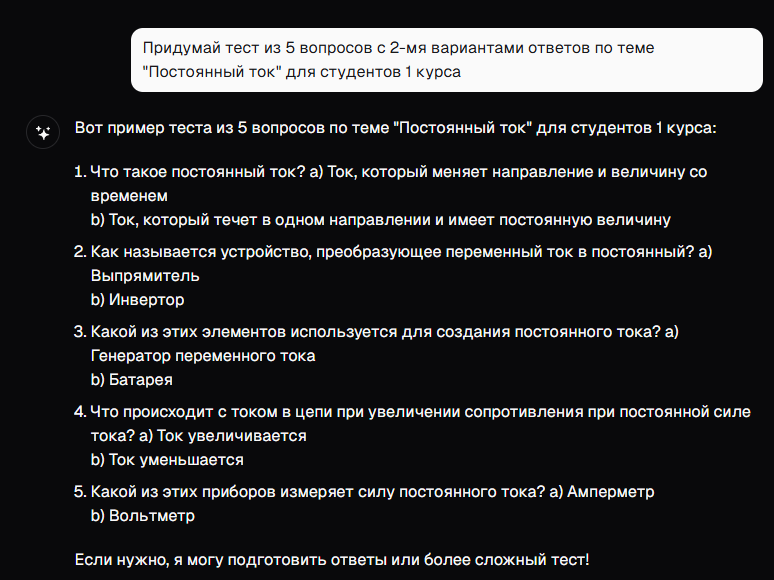 Придумай тест из 5 вопросов с 2-мя вариантами ответов по теме
"Постоянный ток" для студентов 1 курса
Вот пример теста из 5 вопросов по теме "Постоянный ток" для студентов 1 курса:
1. Что такое постоянный ток? a) Ток, который меняет направление и величину со
временем
b) Ток, который течет в одном направлении и имеет постоянную величину
2. Как называется устройство, преобразующее переменный ток в постоянный? a)
Выпрямитель
b) Инвертор
3. Какой из этих элементов используется для создания постоянного тока? a)
Генератор переменного тока
b) Батарея
4. Что происходит с током в цепи при увеличении сопротивления при постоянной силе
тока? a) Ток увеличивается
b) Ток уменьшается
5. Какой из этих приборов измеряет силу постоянного тока? a) Амперметр
b) Вольтметр
Если нужно, я могу подготовить ответы или более сложный тест!